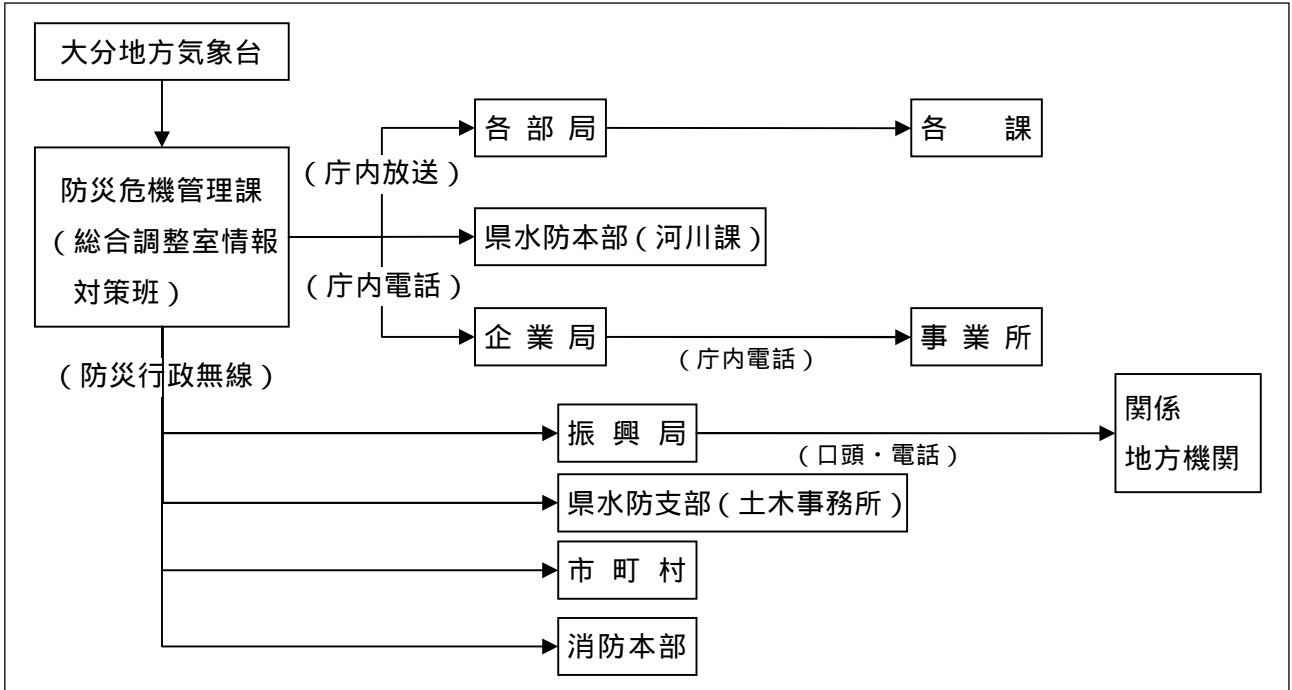 大分地方気象台
各部局
各　課
（庁内放送）
防災危機管理課
（総合調整室情報
対策班）
県水防本部（河川課）
（庁内電話）
企業局
事業所
（庁内電話）
（防災行政無線）
振興局
（口頭・電話）
関係
地方機関
県水防支部（土木事務所）
市町村
消防本部